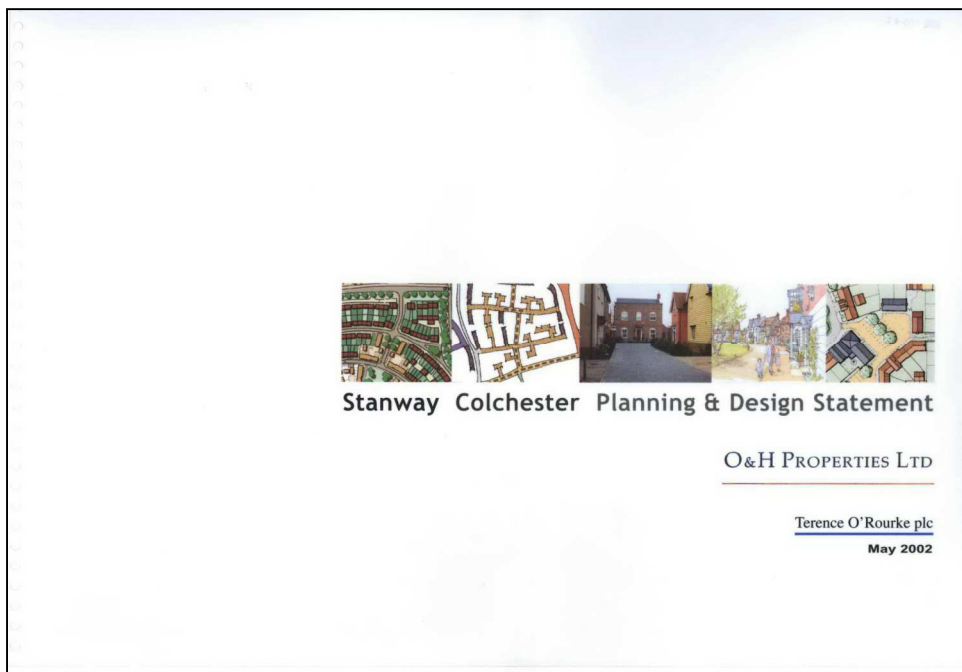 Stanway Colchester Planning & Design Statement
O&H PROPERTIES LTD
Terence O'Rourke plc
May 2002